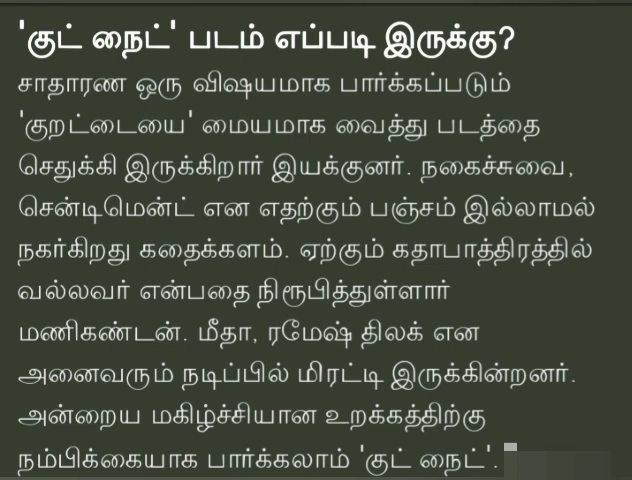 'குட் நைட்' படம் எப்படி இருக்கு?
சாதாரண ஒரு விஷயமாக பார்க்கப்படும்
'குறட்டையை' மையமாக வைத்து படத்தை
செதுக்கி இருக்கிறார் இயக்குனர். நகைச்சுவை,
சென்டிமென்ட் என எதற்கும் பஞ்சம் இல்லாமல்
நகர்கிறது கதைக்களம். ஏற்கும் கதாபாத்திரத்தில்
வல்லவர் என்பதை நிரூபித்துள்ளார்
மணிகண்டன். மீதா, ரமேஷ் திலக் என
அனைவரும் நடிப்பில் மிரட்டி இருக்கின்றனர்.
அன்றைய மகிழ்ச்சியான உறக்கத்திற்கு
நம்பிக்கையாக பார்க்கலாம் 'குட் நைட்'.